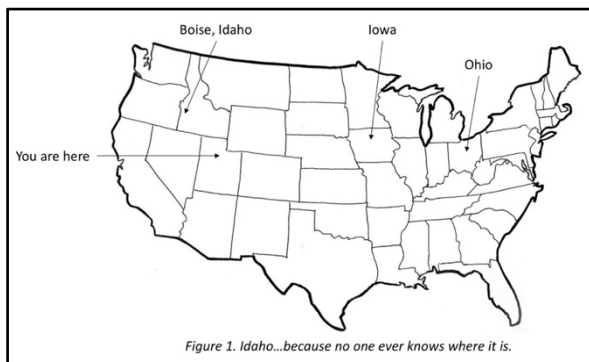 Boise, Idaho
Iowa
Ohio
You are here
Figure 1. Idaho...because no one ever knows where it is.